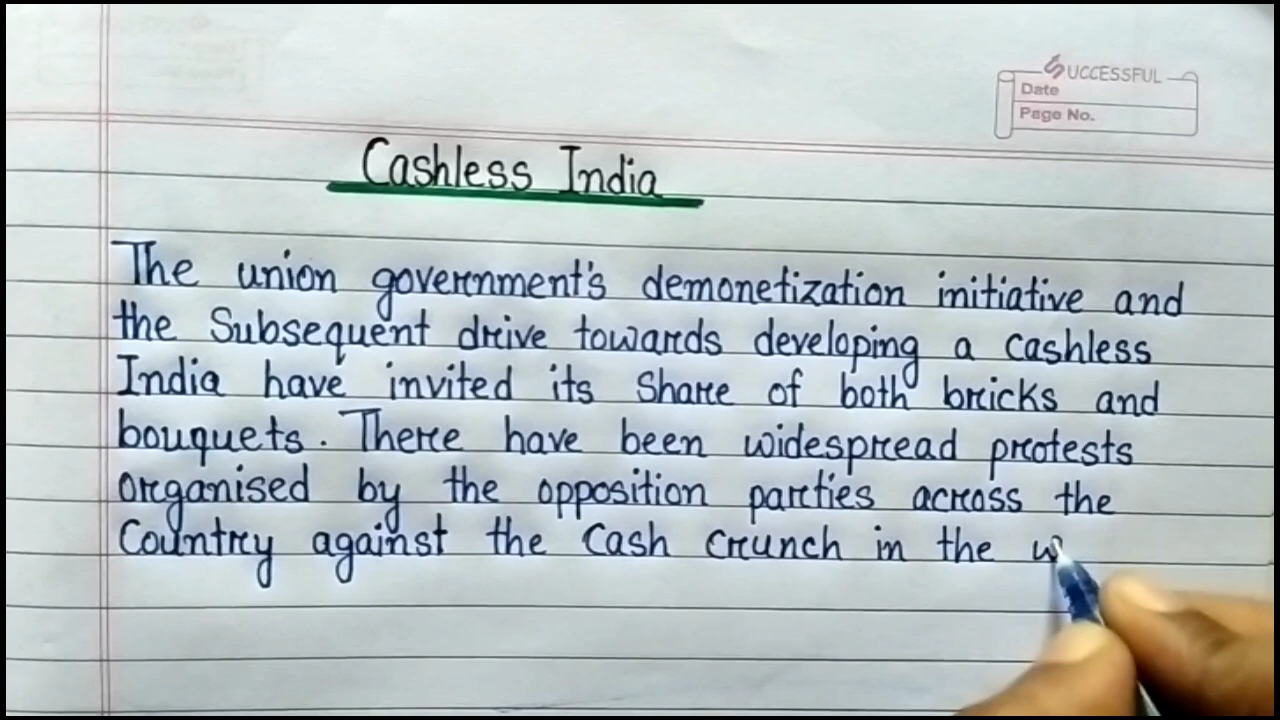 SUCCESSFUL
Date
Page No.
Cashless India
The union government's demonetization initiative and
the Subsequent drive towards developing a cashless
India have invited its Share of both bricks and
bouquets. There have been widespread protests
organised by the opposition parties across the
Country against the Cash crunch in the w